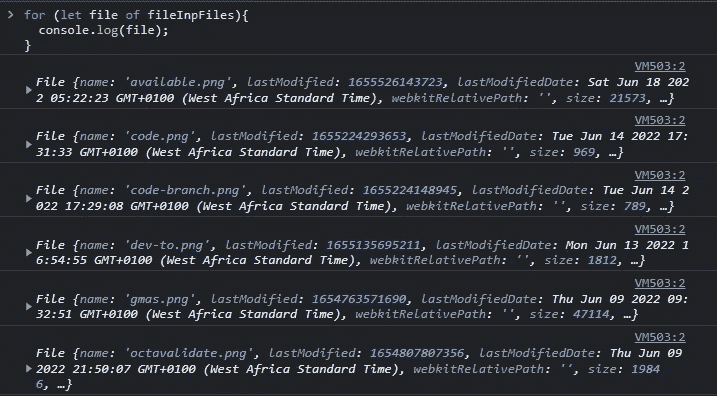 for (let file of fileInpFiles){
console.log(file);
}
VM503:2
File {name: 'available.png', lastModified: 1655526143723, lastModifiedDate: Sat Jun 18 202
2 05:22:23 GMT+0100 (West Africa Standard Time), webkitRelativePath: '', size: 21573, …}
VM503:2
File {name: 'code.png', lastModified: 1655224293653, lastModifiedDate: Tue Jun 14 2022 17:
31:33 GMT+0100 (West Africa Standard Time), webkitRelativePath: '', size: 969, …}
VM503:2
File {name: 'code-branch.png', lastModified: 1655224148945, lastModifiedDate: Tue Jun 14 2
022 17:29:08 GMT+0100 (West Africa Standard Time), webkitRelativePath: '', size: 789, …}
VM503:2
File {name: 'dev-to.png', lastModified: 1655135695211, lastModifiedDate: Mon Jun 13 2022 1
6:54:55 GMT+0100 (West Africa Standard Time), webkitRelativePath: '', size: 1812, …}
VM503:2
File {name: 'gmas.png', lastModified: 1654763571690, lastModifiedDate: Thu Jun 09 2022 09:
32:51 GMT+0100 (West Africa Standard Time), webkitRelativePath: '', size: 47114, …}
VM503:2
File {name: 'octavalidate.png', lastModified: 1654807807356, lastModifiedDate: Thu Jun 09
2022 21:50:07 GMT+0100 (West Africa Standard Time), webkitRelativePath: '', size: 1984
6, …}